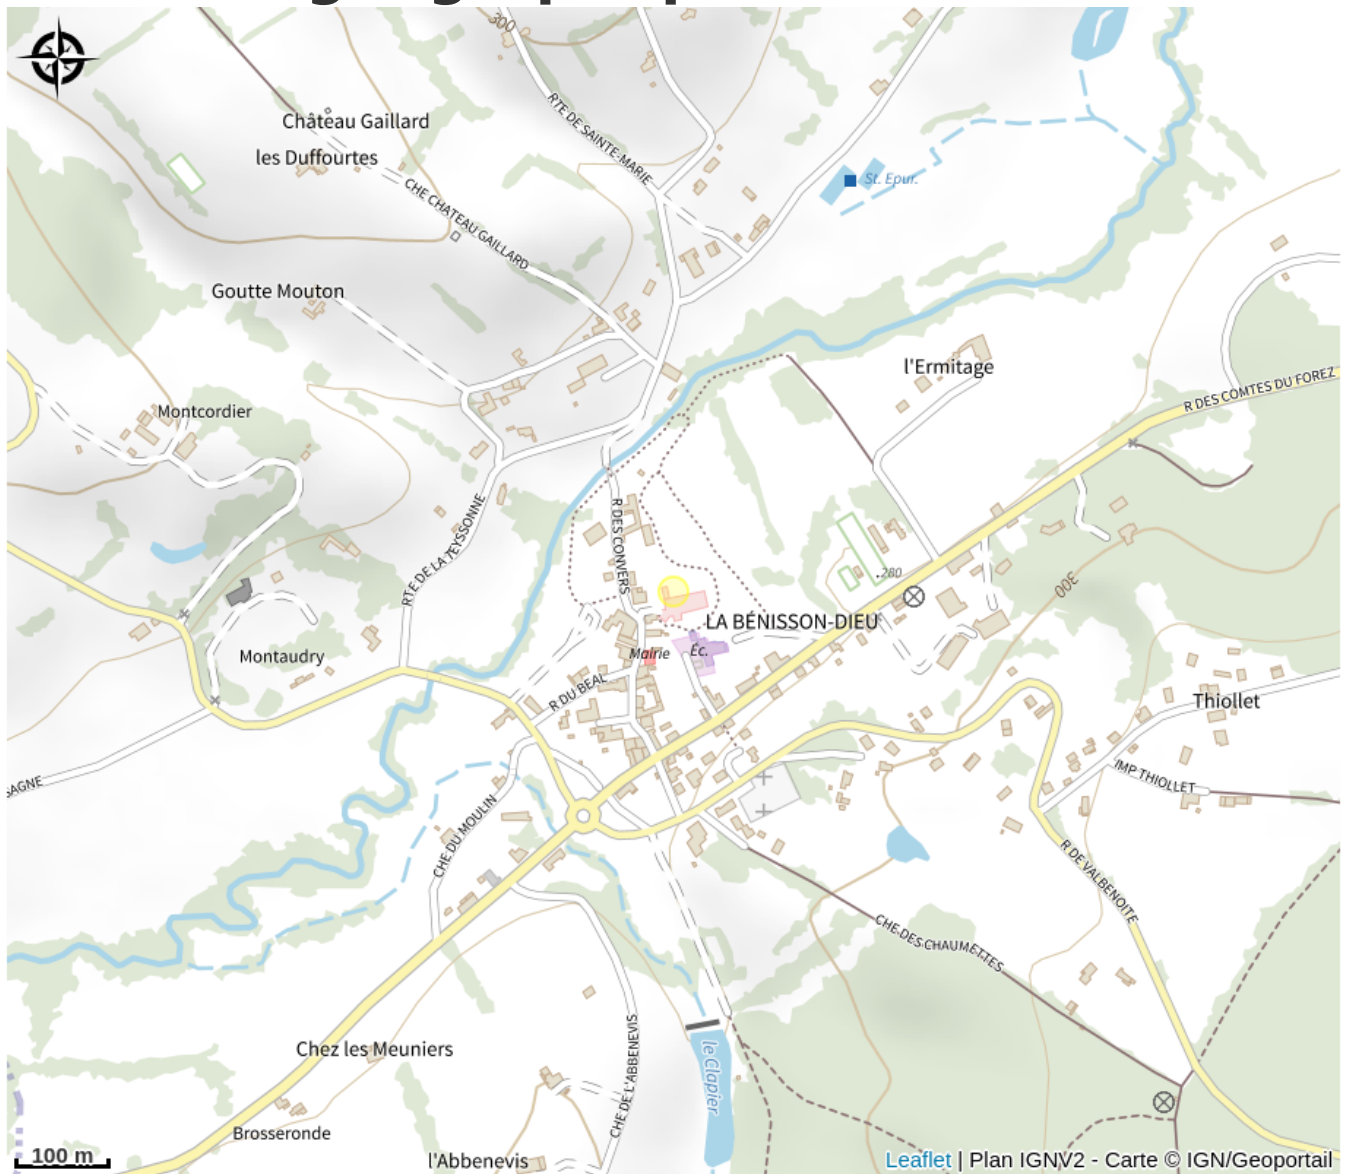 300
Château Gaillard
les Duffourtes
RTE DE SAINTE-MARIE
St. Epur.
CHE CHATEAU GAILLARD
Goutte Mouton
l'Ermitage
R DES COMTES DU FOREZ
Montcordier
R DES CONVERS
RTE DE LA TEYSSONNE
.280
300
LA BÉNISSON-DIEU
Mairie
Éc.
Montaudry
R DU BEAL
Thiollet
SAGNE
IMP THIOLLET
CHE DU MOULIN
R DE VALBENOITE
CHE DES CHAUMETTES
Chez les Meuniers
CHE DE L'ABBENEVIS
le Clapier
Brosseronde
l'Abbenevis
100 m
Leaflet | Plan IGNV2 - Carte © IGN/Geoportail